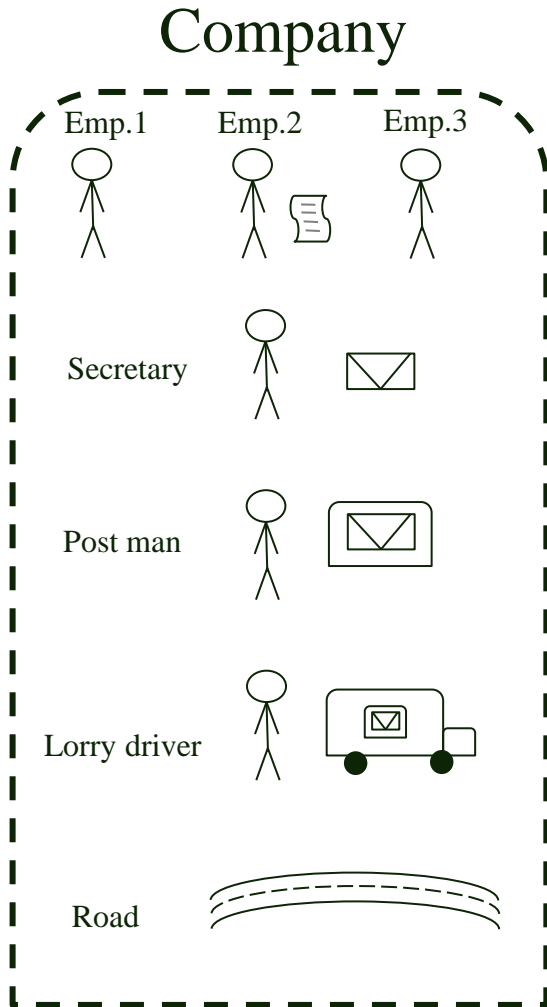 Company
Emp.1 Emp.2 Emp.3
Secretary
Post man
Lorry driver
Road